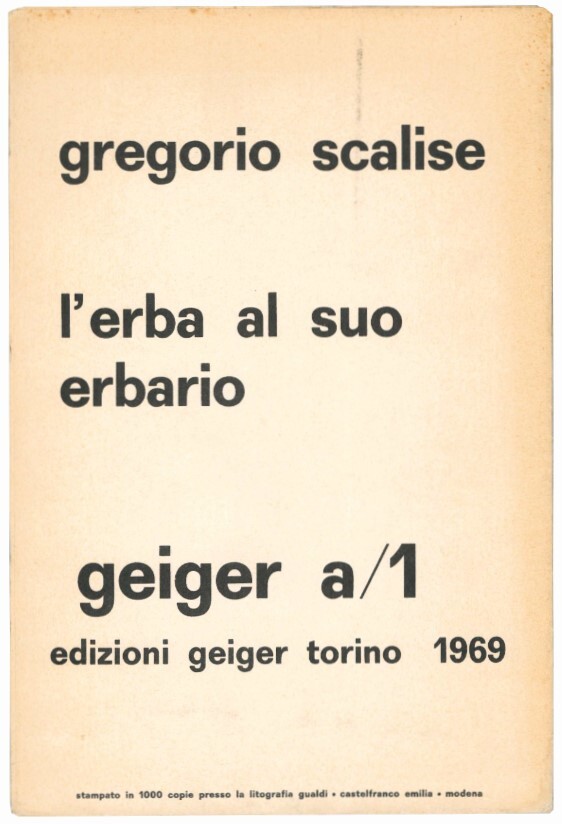 gregorio scalise
l'erba al suo
erbario
geiger a/1
edizioni geiger torino 1969
stampato in 1000 copie presso la litografia gualdi • castelfranco emilia • modena